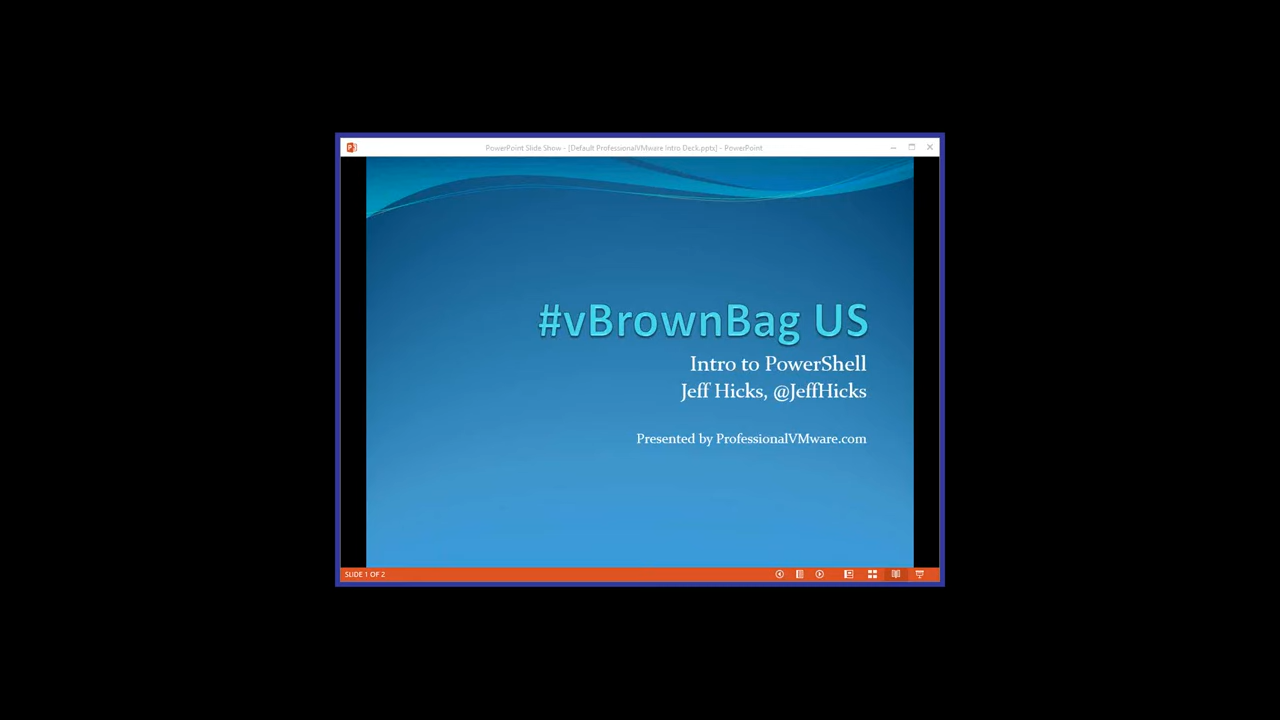 PowerPoint Slide Show - [Default ProfessionalVMware Intro Deck.ppts] - PowerPoint
#vBrownBag US
Intro to PowerShell
Jeff Hicks, @JeffHicks
Presented by ProfessionalVMware.com
SLIDE 1 OF 2